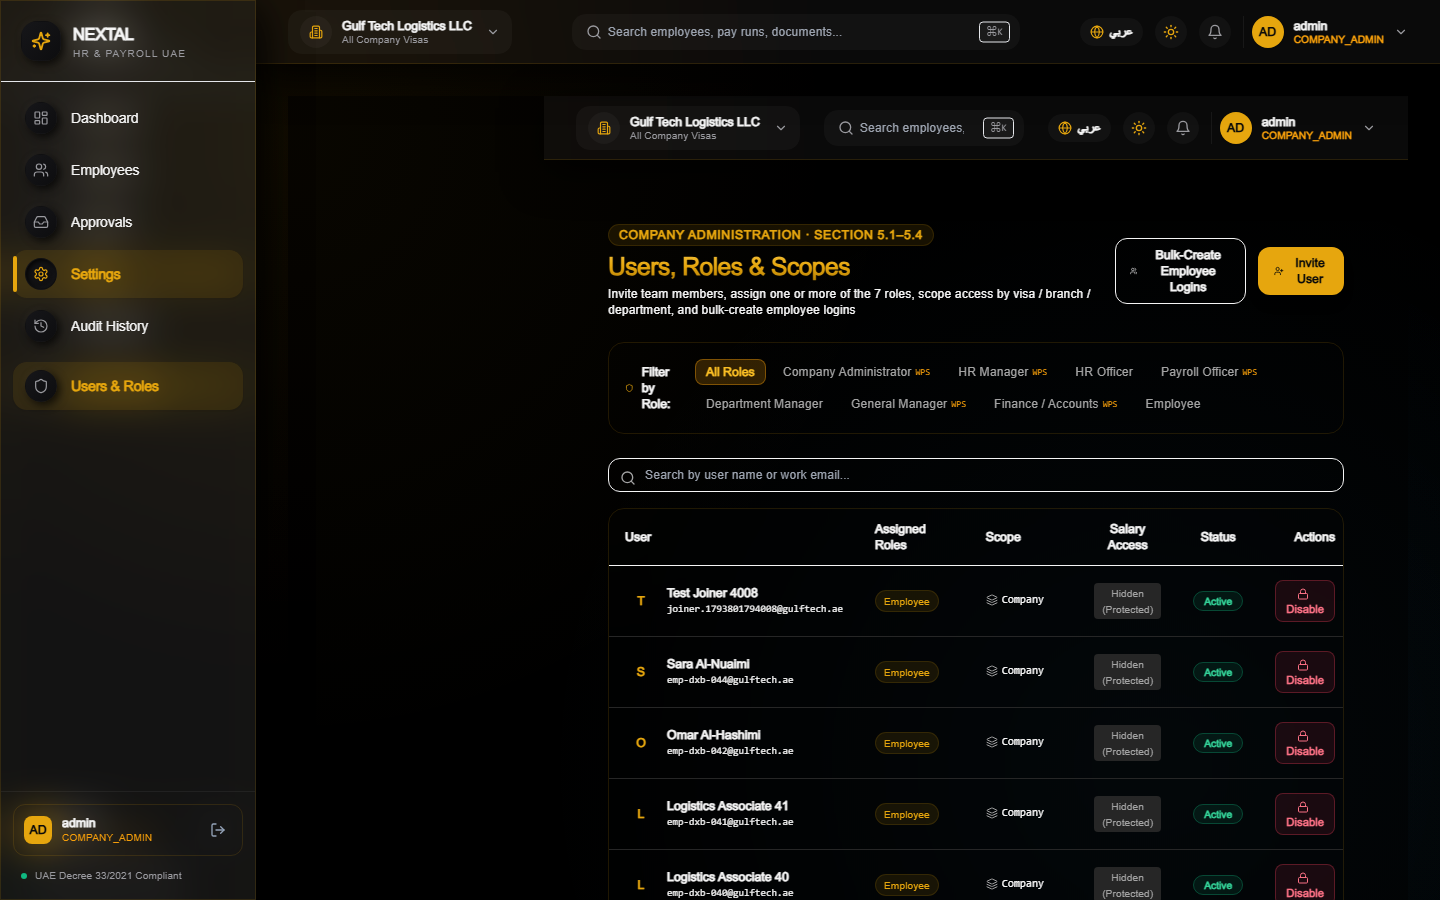 NEXTAL
HR & PAYROLL UAE
Dashboard
Employees
Approvals
Settings
Audit History
Users & Roles
AD
admin
COMPANY_ADMIN
UAE Decree 33/2021 Compliant
Gulf Tech Logistics LLC
All Company Visas
Search employees, pay runs, documents...
⌘K
عربي
AD
admin
COMPANY_ADMIN
Gulf Tech Logistics LLC
All Company Visas
Search employees,
⌘K
عربي
AD
admin
COMPANY_ADMIN
COMPANY ADMINISTRATION · SECTION 5.1–5.4
Users, Roles & Scopes
Invite team members, assign one or more of the 7 roles, scope access by visa / branch /
department, and bulk-create employee logins
Bulk-Create
Employee
Logins
Invite
User
Filter
by
Role:
All Roles
Company Administrator WPS
HR Manager WPS
HR Officer
Payroll Officer WPS
Department Manager
General Manager WPS
Finance / Accounts WPS
Employee
Search by user name or work email...
User
Assigned
Roles
Scope
Salary
Access
Status
Actions
T
Test Joiner 4008
joiner.1793801794008@gulftech.ae
Employee
Company
Hidden
(Protected)
Active
Disable
S
Sara Al-Nuaimi
emp-dxb-044@gulftech.ae
Employee
Company
Hidden
(Protected)
Active
Disable
O
Omar Al-Hashimi
emp-dxb-042@gulftech.ae
Employee
Company
Hidden
(Protected)
Active
Disable
L
Logistics Associate 41
emp-dxb-041@gulftech.ae
Employee
Company
Hidden
(Protected)
Active
Disable
L
Logistics Associate 40
emp-dxb-040@gulftech.ae
Employee
Company
Hidden
(Protected)
Active
Disable